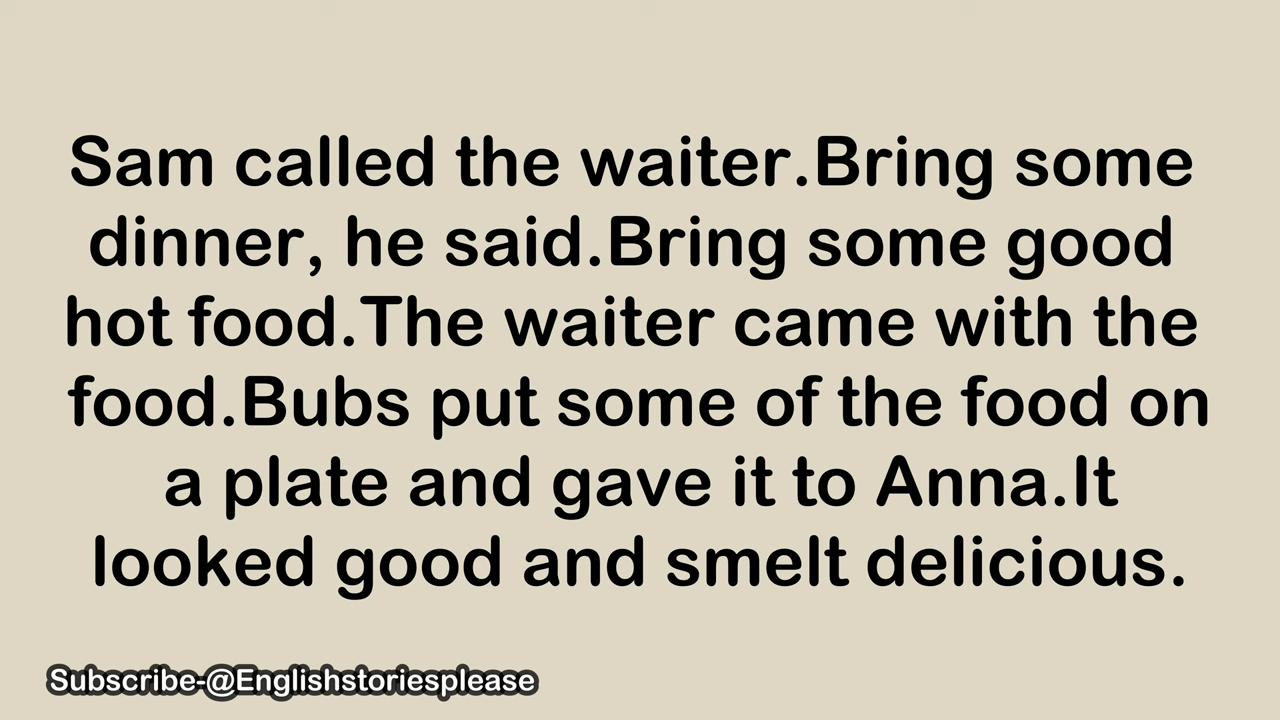 Sam called the waiter.Bring some
dinner, he said.Bring some good
hot food.The waiter came with the
food.Bubs put some of the food on
a plate and gave it to Anna.It
looked good and smelt delicious.
Subscribe-@Englishstoriesplease